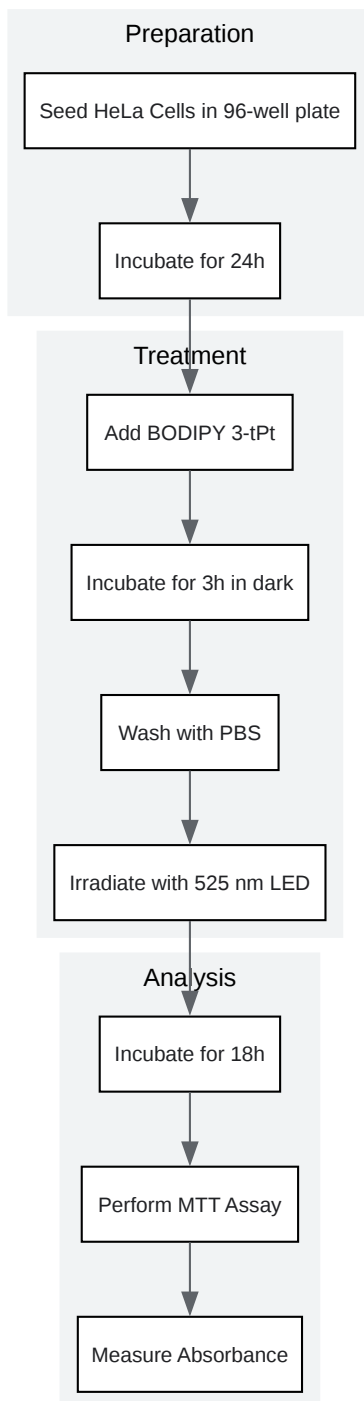 Preparation
Seed HeLa Cells in 96-well plate
Incubate for 24h
Treatment
Add BODIPY 3-tPt
Incubate for 3h in dark
Wash with PBS
Irradiate with 525 nm LED
Analysis
Incubate for 18h
Perform MTT Assay
Measure Absorbance